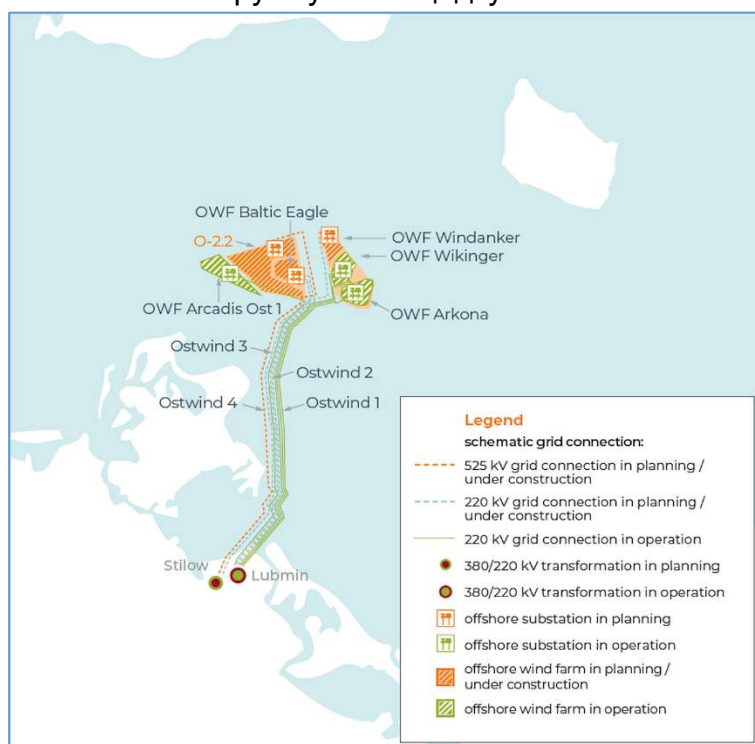 OWF Baltic Eagle
O-2.2
OWF Windanker
OWF Wikinger
OWF Arcadis Ost 1
OWF Arkona
Ostwind 3
Ostwind 2
Ostwind 4
Ostwind 1
Stilow
Lubmin
Legend
schematic grid connection:
525 kV grid connection in planning /
under construction
220 kV grid connection in planning /
under construction
220 kV grid connection in operation
380/220 kV transformation in planning
380/220 kV transformation in operation
offshore substation in planning
offshore substation in operation
offshore wind farm in planning /
under construction
offshore wind farm in operation